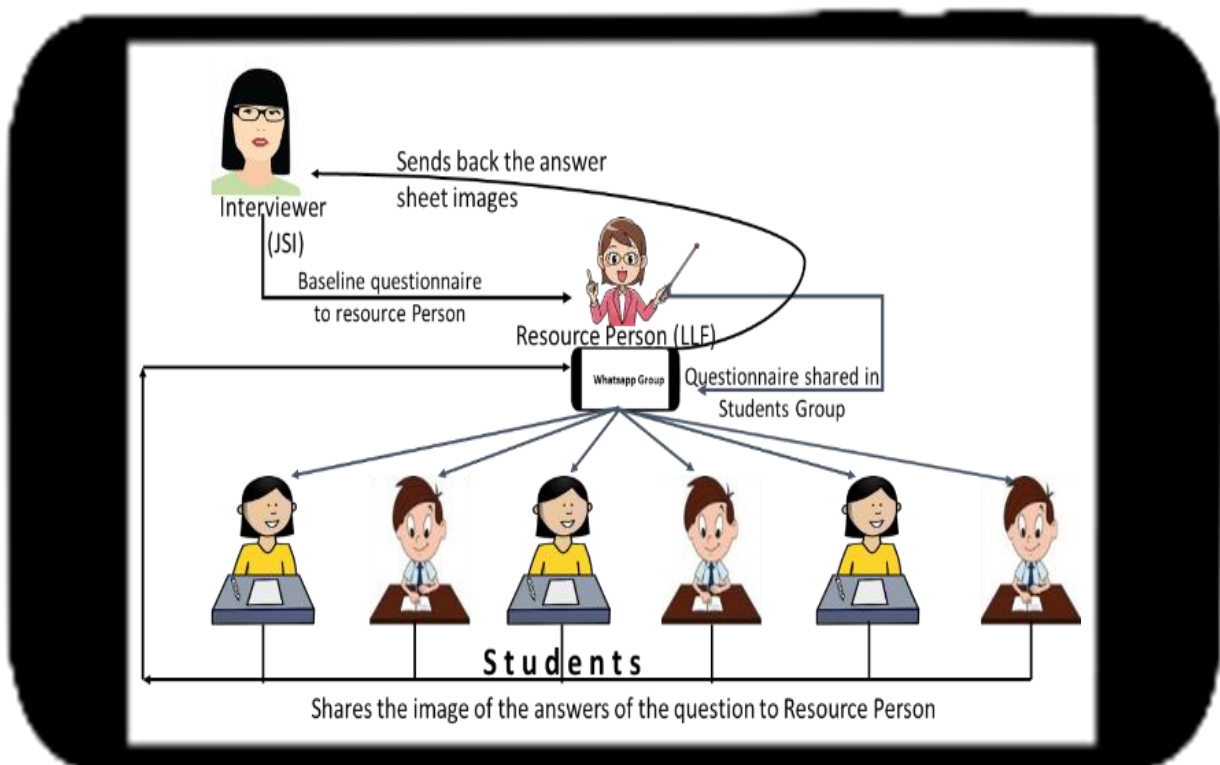 Sends back the answer
sheet images
Interviewer
(JSI)
Baseline questionnaire
to resource Person
Resource Person (LLF)
Whatsapp Group
Questionnaire shared in
Students Group
Students
Shares the image of the answers of the question to Resource Person